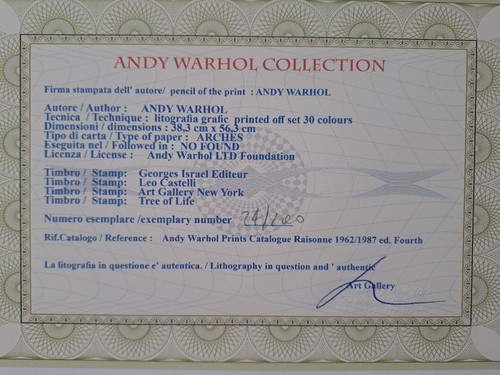 ANDY WARHOL COLLECTION
Firma stampata dell' autore/ pencil of the print : ANDY WARHOL
Autore / Author : ANDY WARHOL
Tecnica / Technique : litografia grafic printed off set 30 colours
Dimensioni / dimensions : 38,3 cm x 56,3 cm
Tipo di carta / Type of paper : ARCHES
Eseguita nel / Followed in : NO FOUND
Licenza / License : Andy Warhol LTD Foundation
Timbro / Stamp: Georges Israel Editeur
Timbro / Stamp: Leo Castelli
Timbro / Stamp: Art Gallery New York
Timbro / Stamp: Tree of Life
Numero esemplare /exemplary number 24/200
Rif.Catalogo / Reference : Andy Warhol Prints Catalogue Raisonne 1962/1987 ed. Fourth
La litografia in questione e' autentica. / Lithography in question and ' authentic
Art Gallery